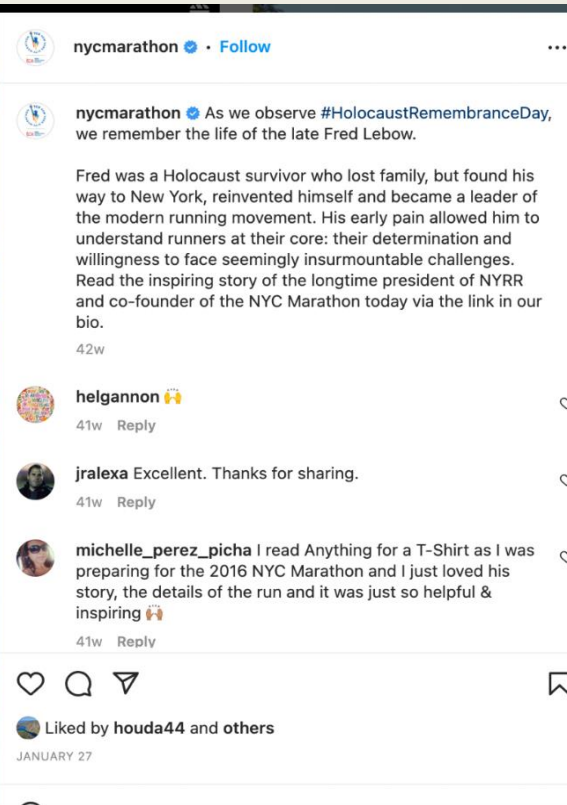 nycmarathon • Follow
nycmarathon As we observe #HolocaustRemembranceDay,
we remember the life of the late Fred Lebow.
Fred was a Holocaust survivor who lost family, but found his
way to New York, reinvented himself and became a leader of
the modern running movement. His early pain allowed him to
understand runners at their core: their determination and
willingness to face seemingly insurmountable challenges.
Read the inspiring story of the longtime president of NYRR
and co-founder of the NYC Marathon today via the link in our
bio.
42w
helgannon 🙌
41w Reply
jralexa Excellent. Thanks for sharing.
41w Reply
michelle_perez_picha I read Anything for a T-Shirt as I was
preparing for the 2016 NYC Marathon and I just loved his
story, the details of the run and it was just so helpful &
inspiring 🙌🏽
41w Reply
Liked by houda44 and others
JANUARY 27